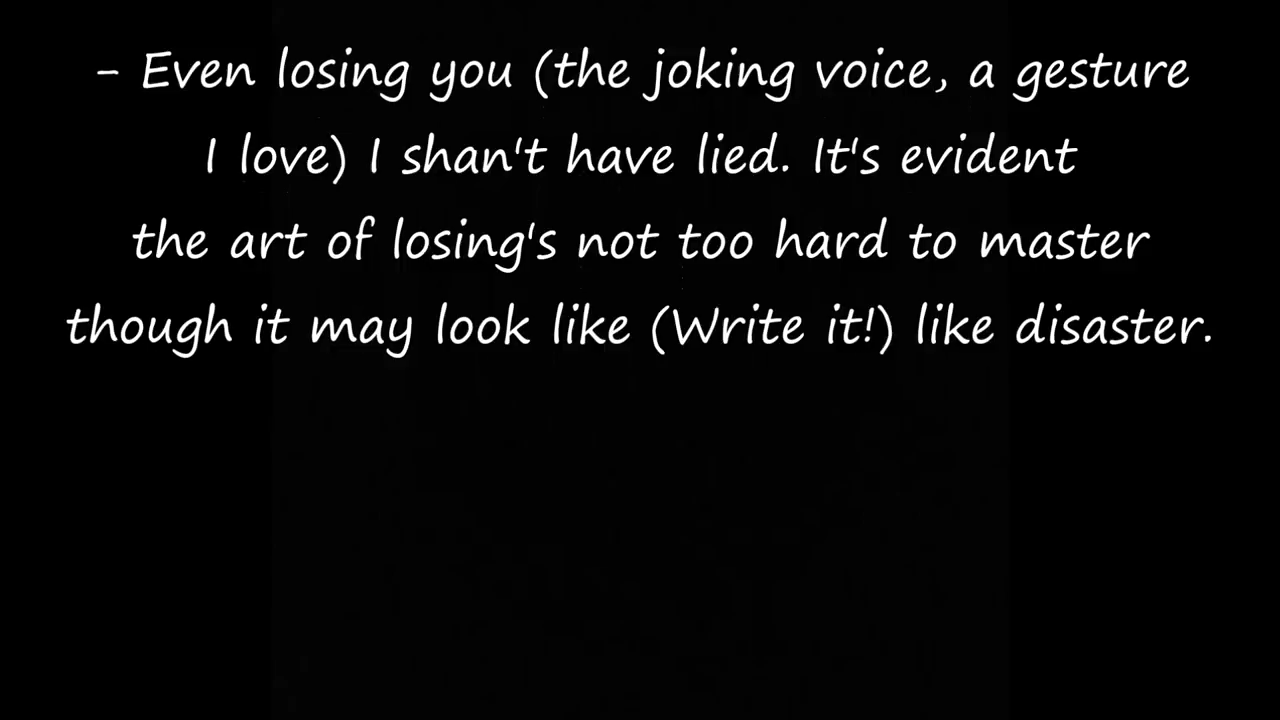 - Even losing you (the joking voice, a gesture
I love) I shan't have lied. It's evident
the art of losing's not too hard to master
though it may look like (Write it!) like disaster.